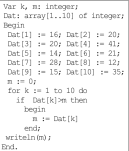 Var k, m: integer;
Dat: array[1..10] of integer;
Begin
Dat[1] := 16; Dat[2] := 20;
Dat[3] := 20; Dat[4] := 41;
Dat[5] := 14; Dat[6] := 21;
Dat[7] := 28; Dat[8] := 12;
Dat[9] := 15; Dat[10] := 35;
m := 0;
for k := 1 to 10 do
if Dat[k]>m then
begin
m := Dat[k]
end;
writeln(m);
End.